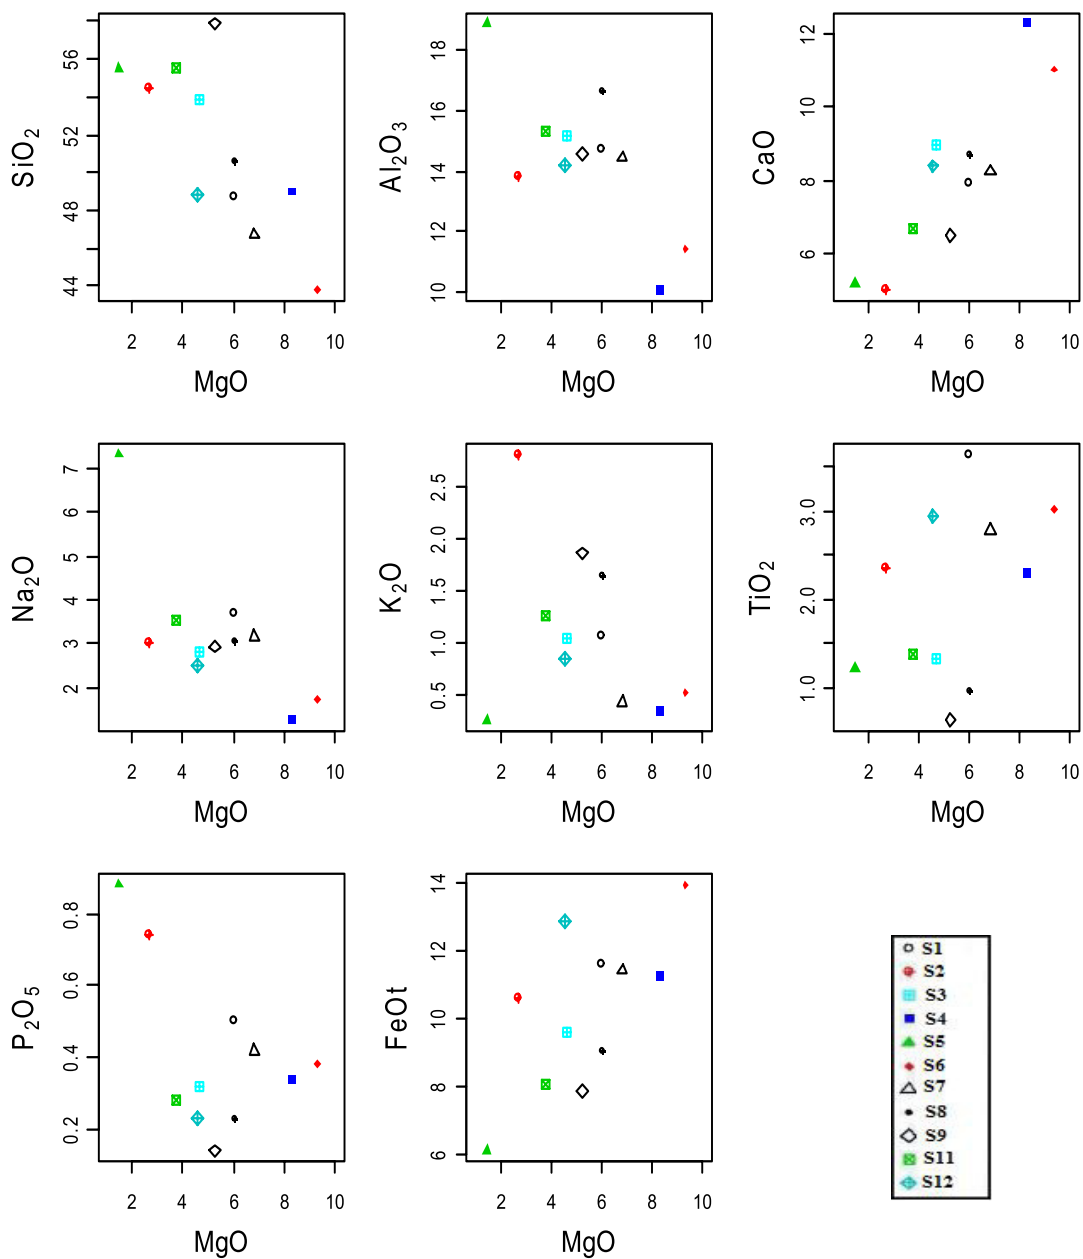 SiO2
44 48 52 56
2 4 6 8 10
MgO
Al2O3
10 12 14 16 18
2 4 6 8 10
MgO
CaO
6 8 10 12
2 4 6 8 10
MgO
Na2O
2 3 4 5 6 7
2 4 6 8 10
MgO
K2O
0.5 1.0 1.5 2.0 2.5
2 4 6 8 10
MgO
TiO2
1.0 2.0 3.0
2 4 6 8 10
MgO
P2O5
0.2 0.4 0.6 0.8
2 4 6 8 10
MgO
FeOt
6 8 10 12 14
2 4 6 8 10
MgO
S1
S2
S3
S4
S5
S6
S7
S8
S9
S11
S12